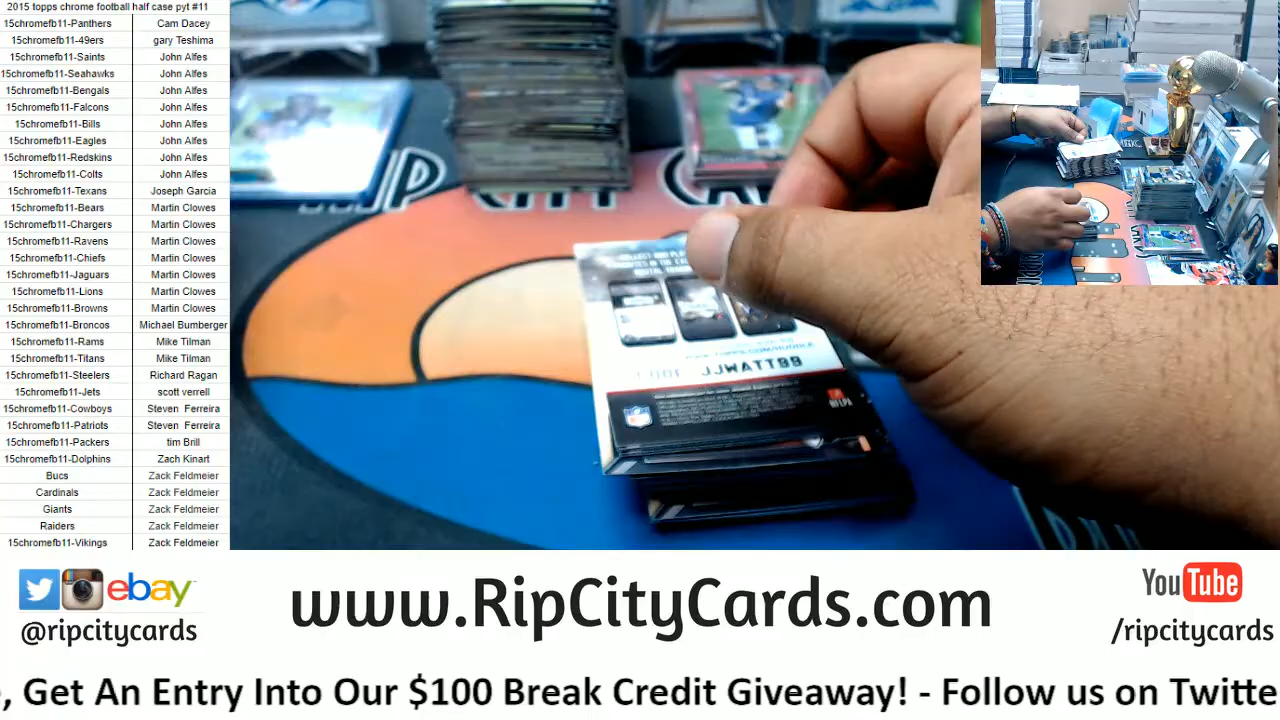 2015 topps chrome football half case pyt #11
15chromefb11-Panthers Cam Dacey
15chromefb11-49ers gary Teshima
15chromefb11-Saints John Alfes
15chromefb11-Seahawks John Alfes
15chromefb11-Bengals John Alfes
15chromefb11-Falcons John Alfes
15chromefb11-Bills John Alfes
15chromefb11-Eagles John Alfes
15chromefb11-Redskins John Alfes
15chromefb11-Colts John Alfes
15chromefb11-Texans Joseph Garcia
15chromefb11-Bears Martin Clowes
15chromefb11-Chargers Martin Clowes
15chromefb11-Ravens Martin Clowes
15chromefb11-Chiefs Martin Clowes
15chromefb11-Jaguars Martin Clowes
15chromefb11-Lions Martin Clowes
15chromefb11-Browns Martin Clowes
15chromefb11-Broncos Michael Bumberger
15chromefb11-Rams Mike Tilman
15chromefb11-Titans Mike Tilman
15chromefb11-Steelers Richard Ragan
15chromefb11-Jets scott verrell
15chromefb11-Cowboys Steven Ferreira
15chromefb11-Patriots Steven Ferreira
15chromefb11-Packers tim Brill
15chromefb11-Dolphins Zach Kinart
Bucs Zack Feldmeier
Cardinals Zack Feldmeier
Giants Zack Feldmeier
Raiders Zack Feldmeier
15chromefb11-Vikings Zack Feldmeier
RIP CITY
JJWATT99
NFL
NFLPA
ebay
@ripcitycards
www.RipCityCards.com
YouTube
/ripcitycards
, Get An Entry Into Our $100 Break Credit Giveaway! - Follow us on Twitte